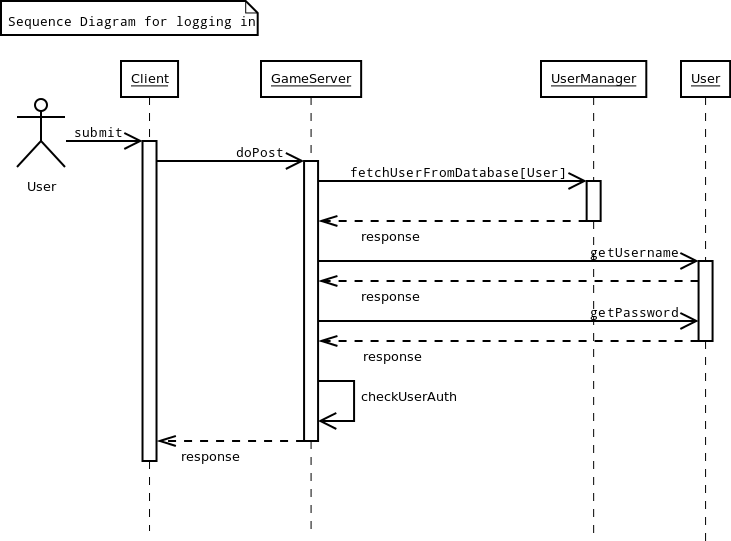 Sequence Diagram for logging in
Client
GameServer
UserManager
User
submit
doPost
fetchUserFromDatabase[User]
User
response
getUsername
response
getPassword
response
checkUserAuth
response